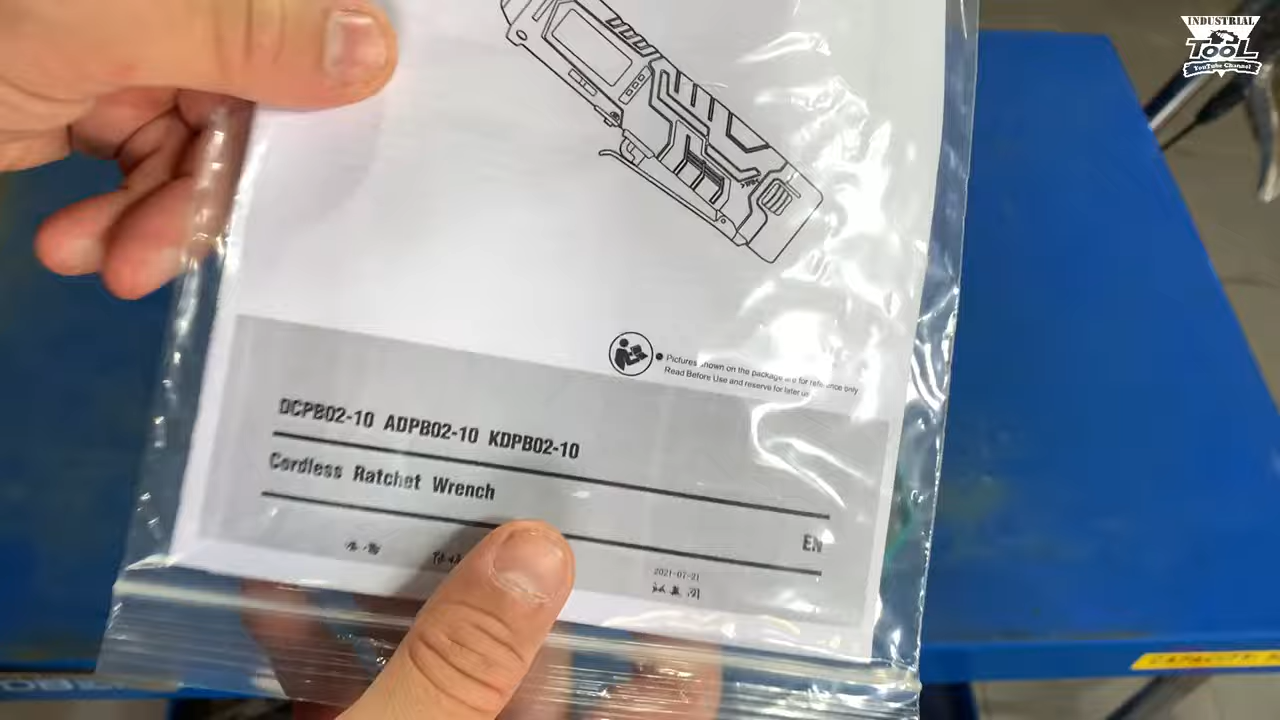 INDUSTRIAL
TOOL
YouTube Channel
Pictures shown on the package are for reference only
Read Before Use and reserve for later
DCPB02-10 ADPB02-10 KDPB02-10
Cordless Ratchet Wrench
EN
2021-07-21